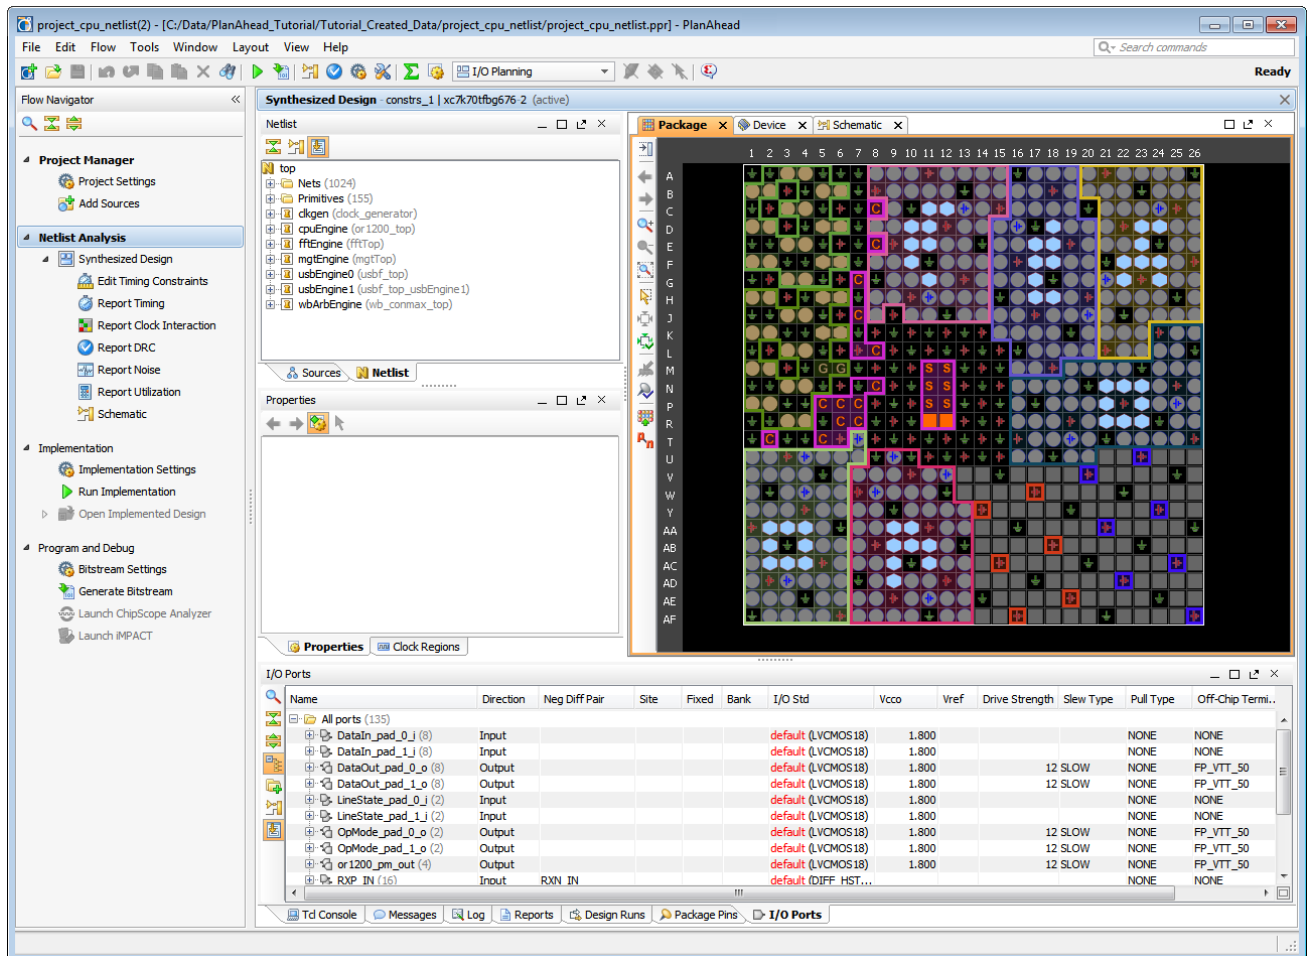 project_cpu_netlist(2) - [C:/Data/PlanAhead_Tutorial/Tutorial_Created_Data/project_cpu_netlist/project_cpu_netlist.ppr] - PlanAhead
File Edit Flow Tools Window Layout View Help
Search commands
I/O Planning
Ready
Flow Navigator
Project Manager
Project Settings
Add Sources
Netlist Analysis
Synthesized Design
Edit Timing Constraints
Report Timing
Report Clock Interaction
Report DRC
Report Noise
Report Utilization
Schematic
Implementation
Implementation Settings
Run Implementation
Open Implemented Design
Program and Debug
Bitstream Settings
Generate Bitstream
Launch ChipScope Analyzer
Launch iMPACT
Synthesized Design - constrs_1 | xc7k70tfbg676-2 (active)
Netlist
top
Nets (1024)
Primitives (155)
clkgen (clock_generator)
cpuEngine (or1200_top)
fftEngine (fftTop)
mgtEngine (mgtTop)
usbEngine0 (usbf_top)
usbEngine1 (usbf_top_usbEngine1)
wbArbEngine (wb_conmax_top)
Sources Netlist
Properties
Properties Clock Regions
Package Device Schematic
1 2 3 4 5 6 7 8 9 10 11 12 13 14 15 16 17 18 19 20 21 22 23 24 25 26
A
B
C C
D
E C
F
G C
H
J C
K
L C
M G G S S
N C S S
P C C C S S
R C C
T C C
U
V
W
Y
AA
AB
AC
AD
AE
AF
I/O Ports
Name Direction Neg Diff Pair Site Fixed Bank I/O Std Vcco Vref Drive Strength Slew Type Pull Type Off-Chip Termi...
All ports (135)
DataIn_pad_0_i (8) Input default (LVCMOS18) 1.800 NONE NONE
DataIn_pad_1_i (8) Input default (LVCMOS18) 1.800 NONE NONE
DataOut_pad_0_o (8) Output default (LVCMOS18) 1.800 12 SLOW NONE FP_VTT_50
DataOut_pad_1_o (8) Output default (LVCMOS18) 1.800 12 SLOW NONE FP_VTT_50
LineState_pad_0_i (2) Input default (LVCMOS18) 1.800 NONE NONE
LineState_pad_1_i (2) Input default (LVCMOS18) 1.800 NONE NONE
OpMode_pad_0_o (2) Output default (LVCMOS18) 1.800 12 SLOW NONE FP_VTT_50
OpMode_pad_1_o (2) Output default (LVCMOS18) 1.800 12 SLOW NONE FP_VTT_50
or1200_pm_out (4) Output default (LVCMOS18) 1.800 12 SLOW NONE FP_VTT_50
RXP_IN (16) Input RXN_IN default (DIFF_HST... NONE NONE
Tcl Console Messages Log Reports Design Runs Package Pins I/O Ports